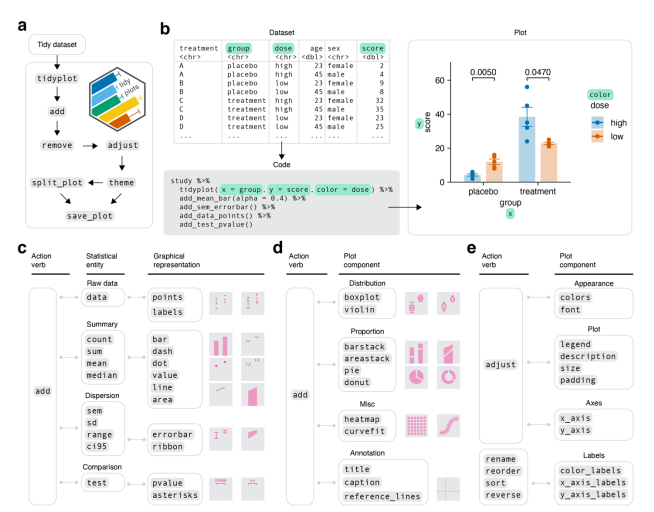 a
Tidy dataset
tidyplot
tidy
plots
add
remove
adjust
split_plot
theme
save_plot
b
Dataset
treatment group dose age sex score
<chr> <chr> <chr> <dbl> <chr> <dbl>
A placebo high 23 female 2
A placebo high 45 male 4
B placebo low 23 female 9
B placebo low 45 male 8
C treatment high 23 female 32
C treatment high 45 male 35
D treatment low 23 female 23
D treatment low 45 male 25
... ... ... ... ... ...
Code
study %>%
tidyplot(x = group, y = score, color = dose) %>%
add_mean_bar(alpha = 0.4) %>%
add_sem_errorbar() %>%
add_data_points() %>%
add_test_pvalue()
Plot
0.0050 0.0470
60
40
20
0
y
score
placebo treatment
group
x
color
dose
high
low
c
Action verb
Statistical entity
Graphical representation
add
Raw data
data
points
labels
Summary
count
sum
mean
median
bar
dash
dot
value
line
area
Dispersion
sem
sd
range
ci95
errorbar
ribbon
Comparison
test
pvalue
asterisks
d
Action verb
Plot component
add
Distribution
boxplot
violin
Proportion
barstack
areastack
pie
donut
Misc
heatmap
curvefit
Annotation
title
caption
reference_lines
e
Action verb
Plot component
adjust
Appearance
colors
font
Plot
legend
description
size
padding
Axes
x_axis
y_axis
rename
reorder
sort
reverse
Labels
color_labels
x_axis_labels
y_axis_labels